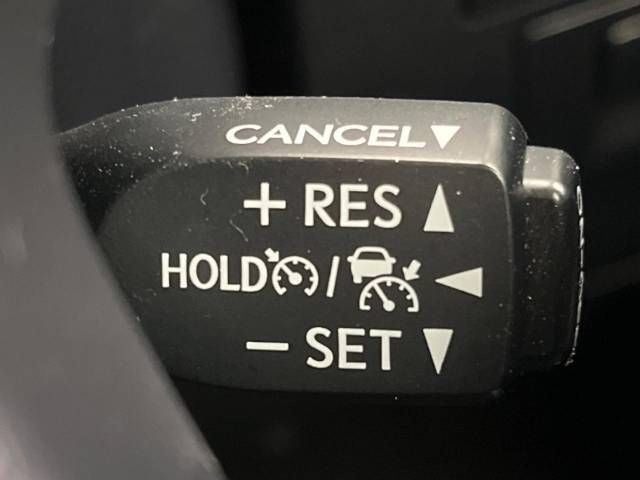 CANCEL▼
+ RES ▲
HOLD / ◀
− SET ▼